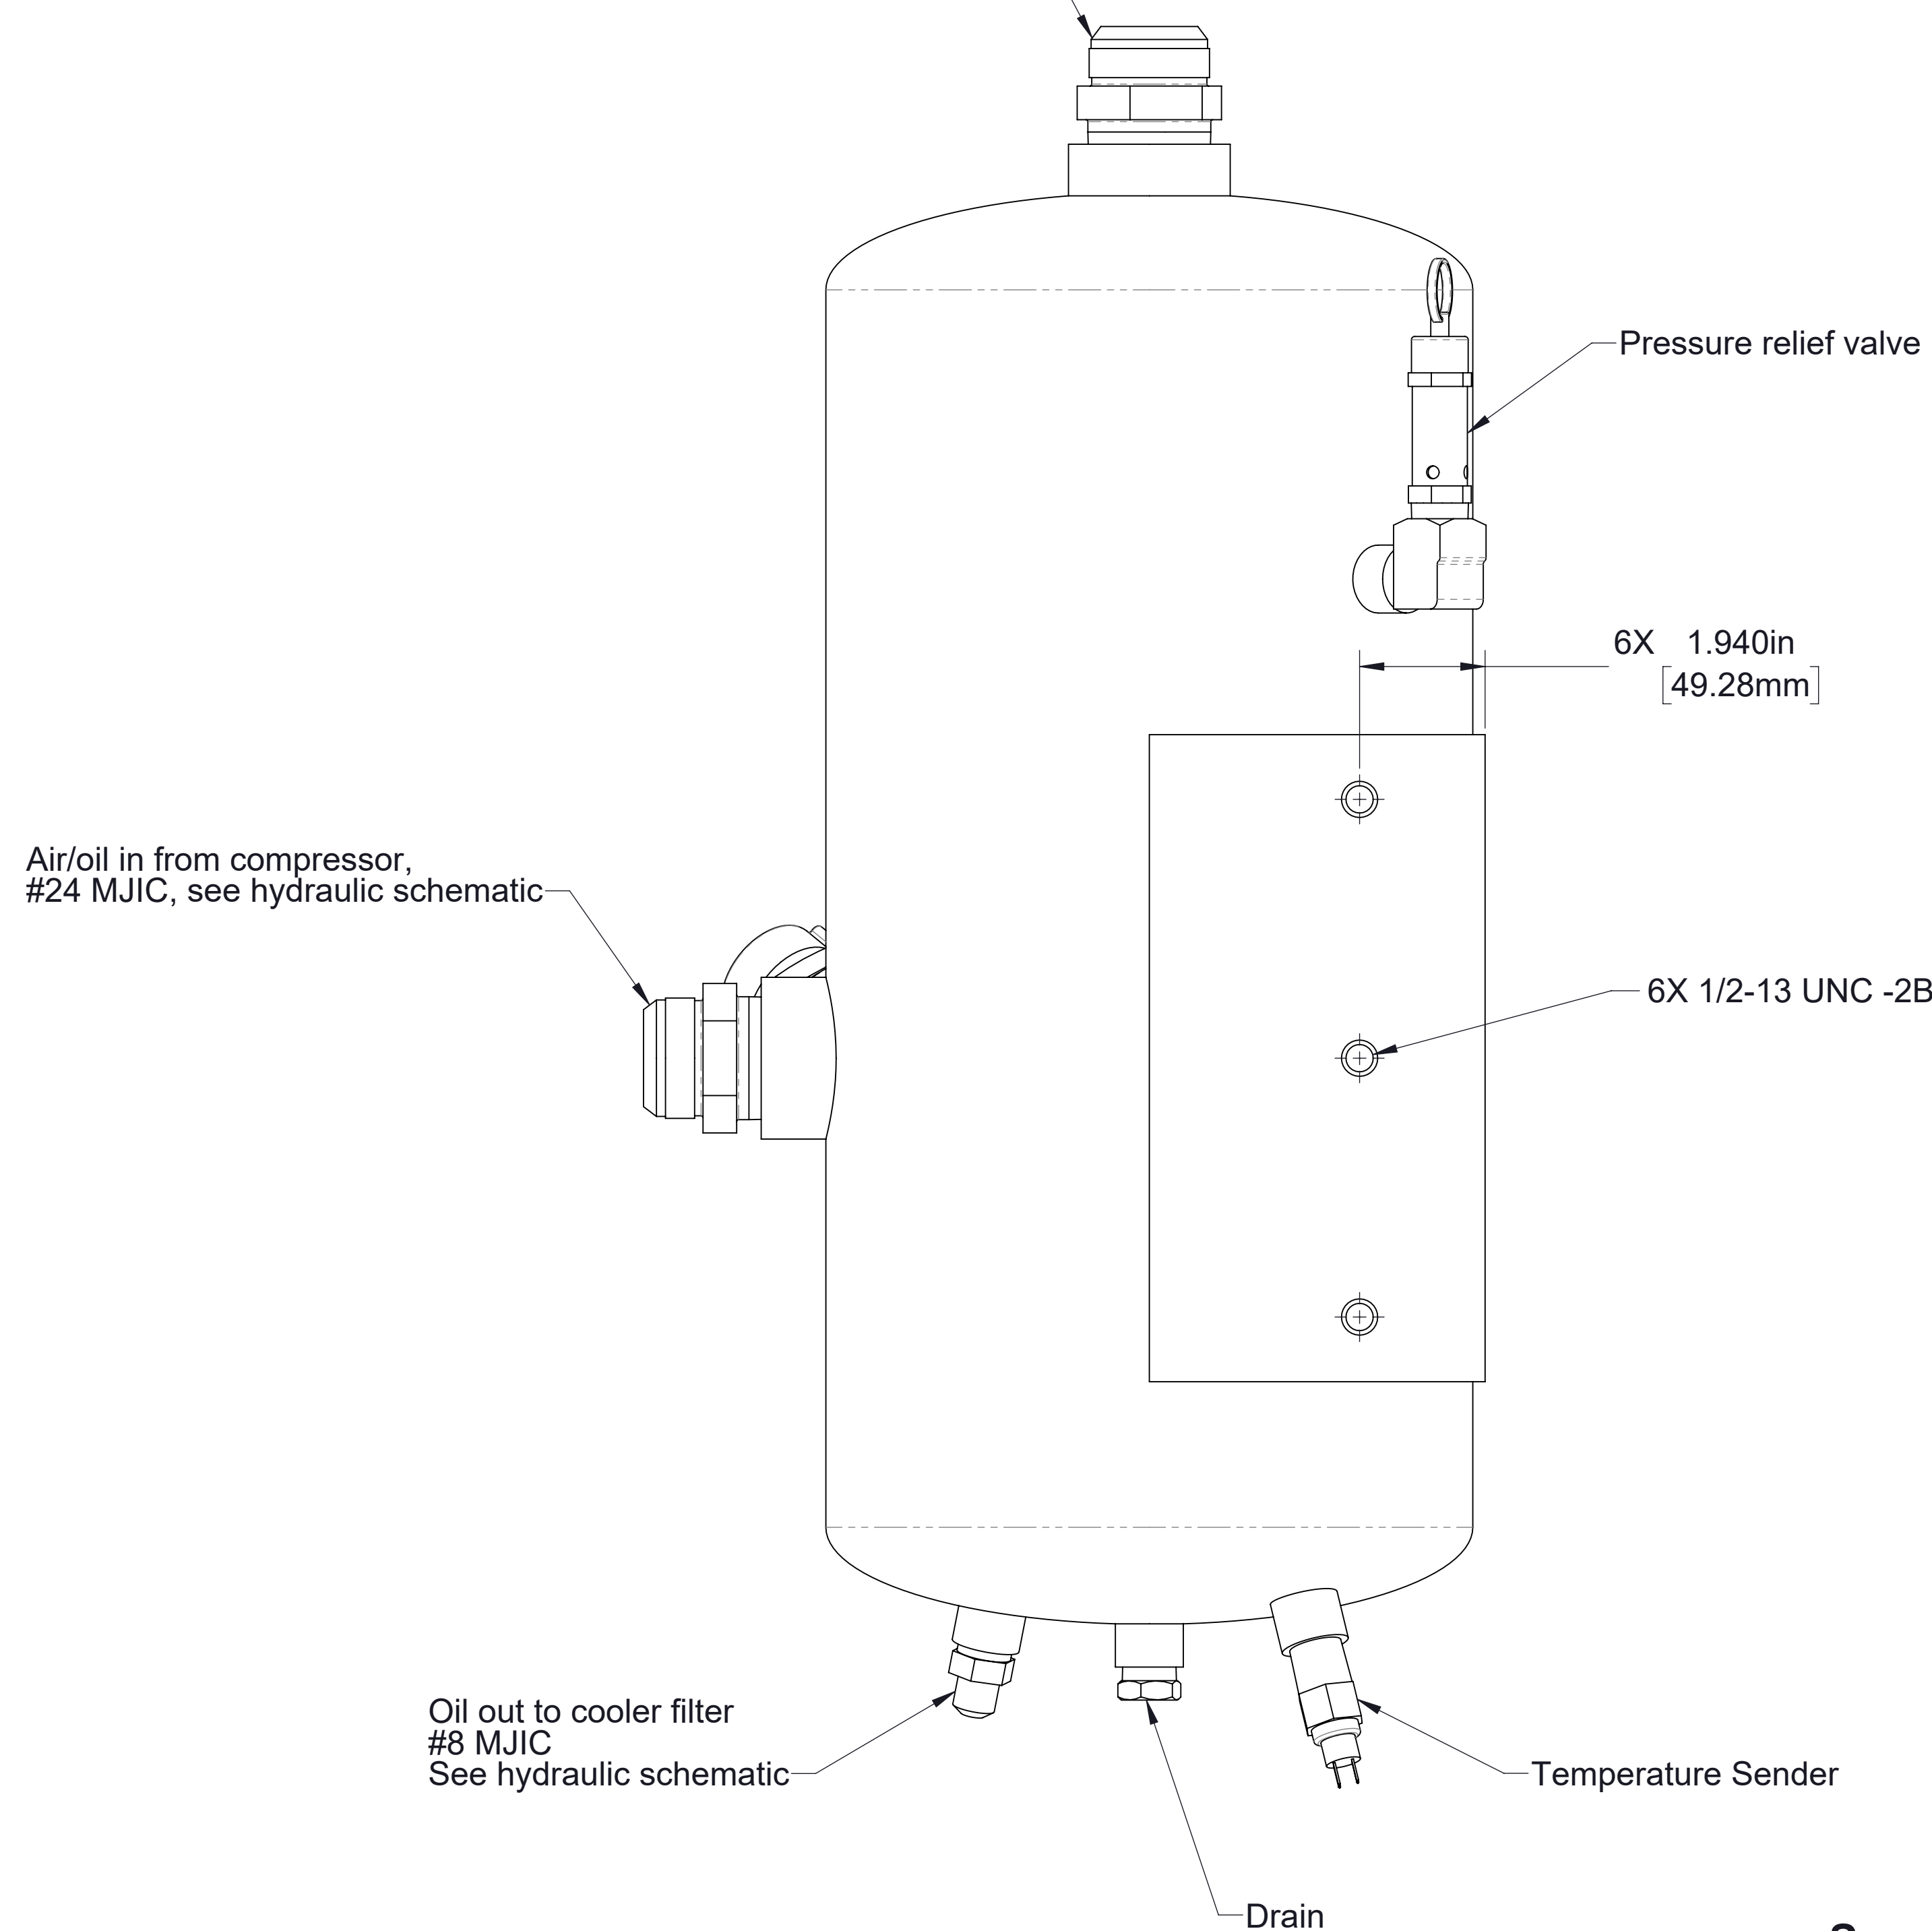 Pressure relief valve
6X 1.940in
[49.28mm]
Air/oil in from compressor,
#24 MJIC, see hydraulic schematic
6X 1/2-13 UNC -2B
Oil out to cooler filter
#8 MJIC
See hydraulic schematic
Temperature Sender
Drain